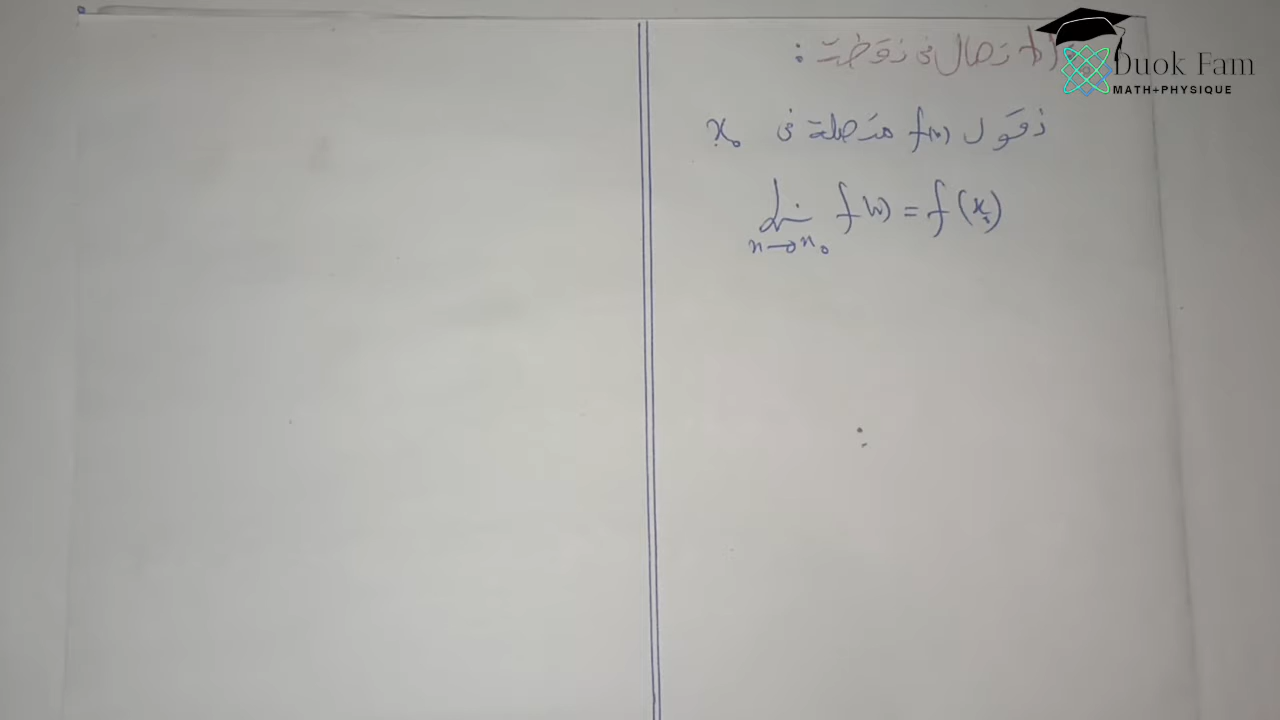 الاتصال في نقطة :
نقول f(x) متصلة في x₀
lim f(x) = f(x₀)
x→x₀
Duok Fam
MATH+PHYSIQUE